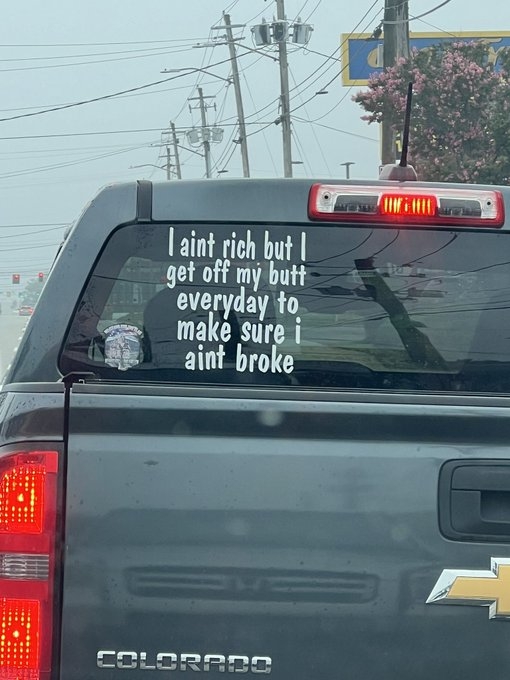 I aint rich but I
get off my butt
everyday to
make sure i
aint broke
COLORADO